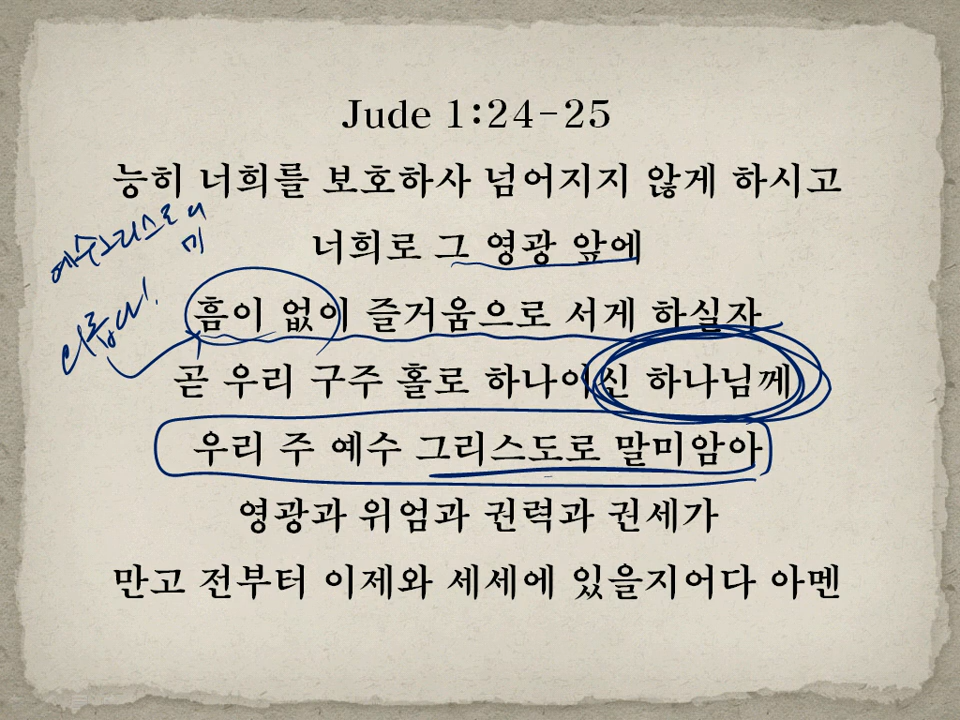 Jude 1:24-25
능히 너희를 보호하사 넘어지지 않게 하시고
너희로 그 영광 앞에
흠이 없이 즐거움으로 서게 하실자
곧 우리 구주 홀로 하나이신 하나님께
우리 주 예수 그리스도로 말미암아
영광과 위엄과 권력과 권세가
만고 전부터 이제와 세세에 있을지어다 아멘